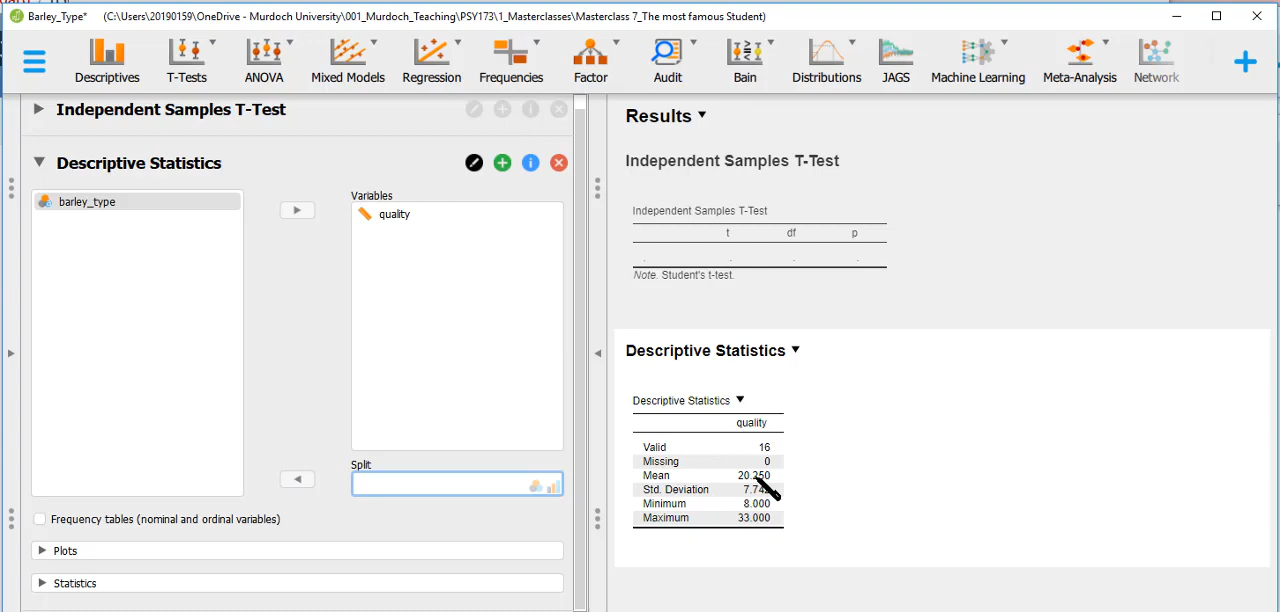 Barley_Type* (C:\Users\20190159\OneDrive - Murdoch University\001_Murdoch_Teaching\PSY173\1_Masterclasses\Masterclass 7_The most famous Student)
Descriptives T-Tests ANOVA Mixed Models Regression Frequencies Factor Audit Bain Distributions JAGS Machine Learning Meta-Analysis Network
Independent Samples T-Test
Descriptive Statistics
barley_type
Variables
quality
Split
Frequency tables (nominal and ordinal variables)
Plots
Statistics
Results
Independent Samples T-Test
Independent Samples T-Test
t df p
. . . .
Note. Student's t-test.
Descriptive Statistics
Descriptive Statistics
quality
Valid 16
Missing 0
Mean 20.250
Std. Deviation
Minimum 8.000
Maximum 33.000